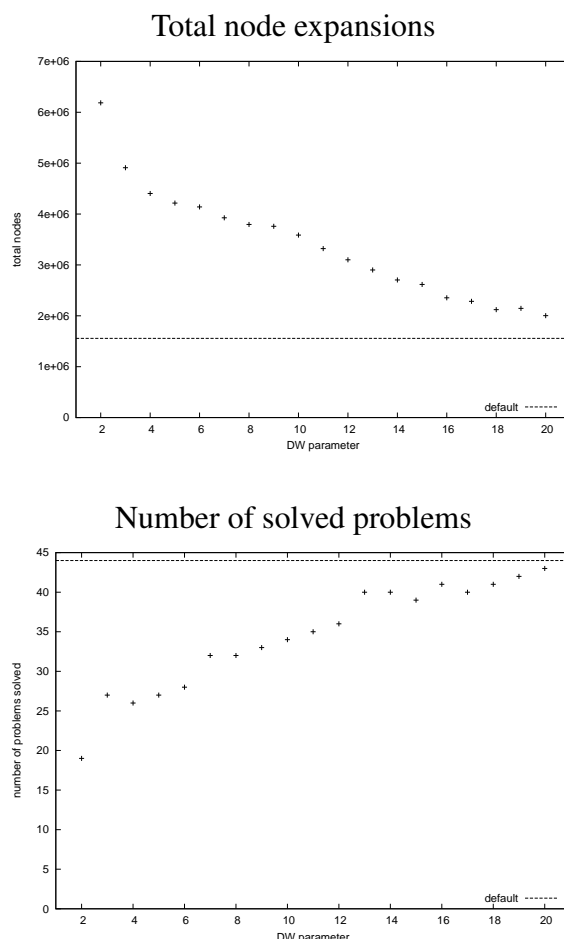 Total node expansions
7e+06
6e+06
5e+06
4e+06
3e+06
2e+06
1e+06
0
total nodes
default
2 4 6 8 10 12 14 16 18 20
DW parameter
Number of solved problems
45
40
35
30
25
20
15
10
5
0
number of problems solved
default
2 4 6 8 10 12 14 16 18 20
DW parameter